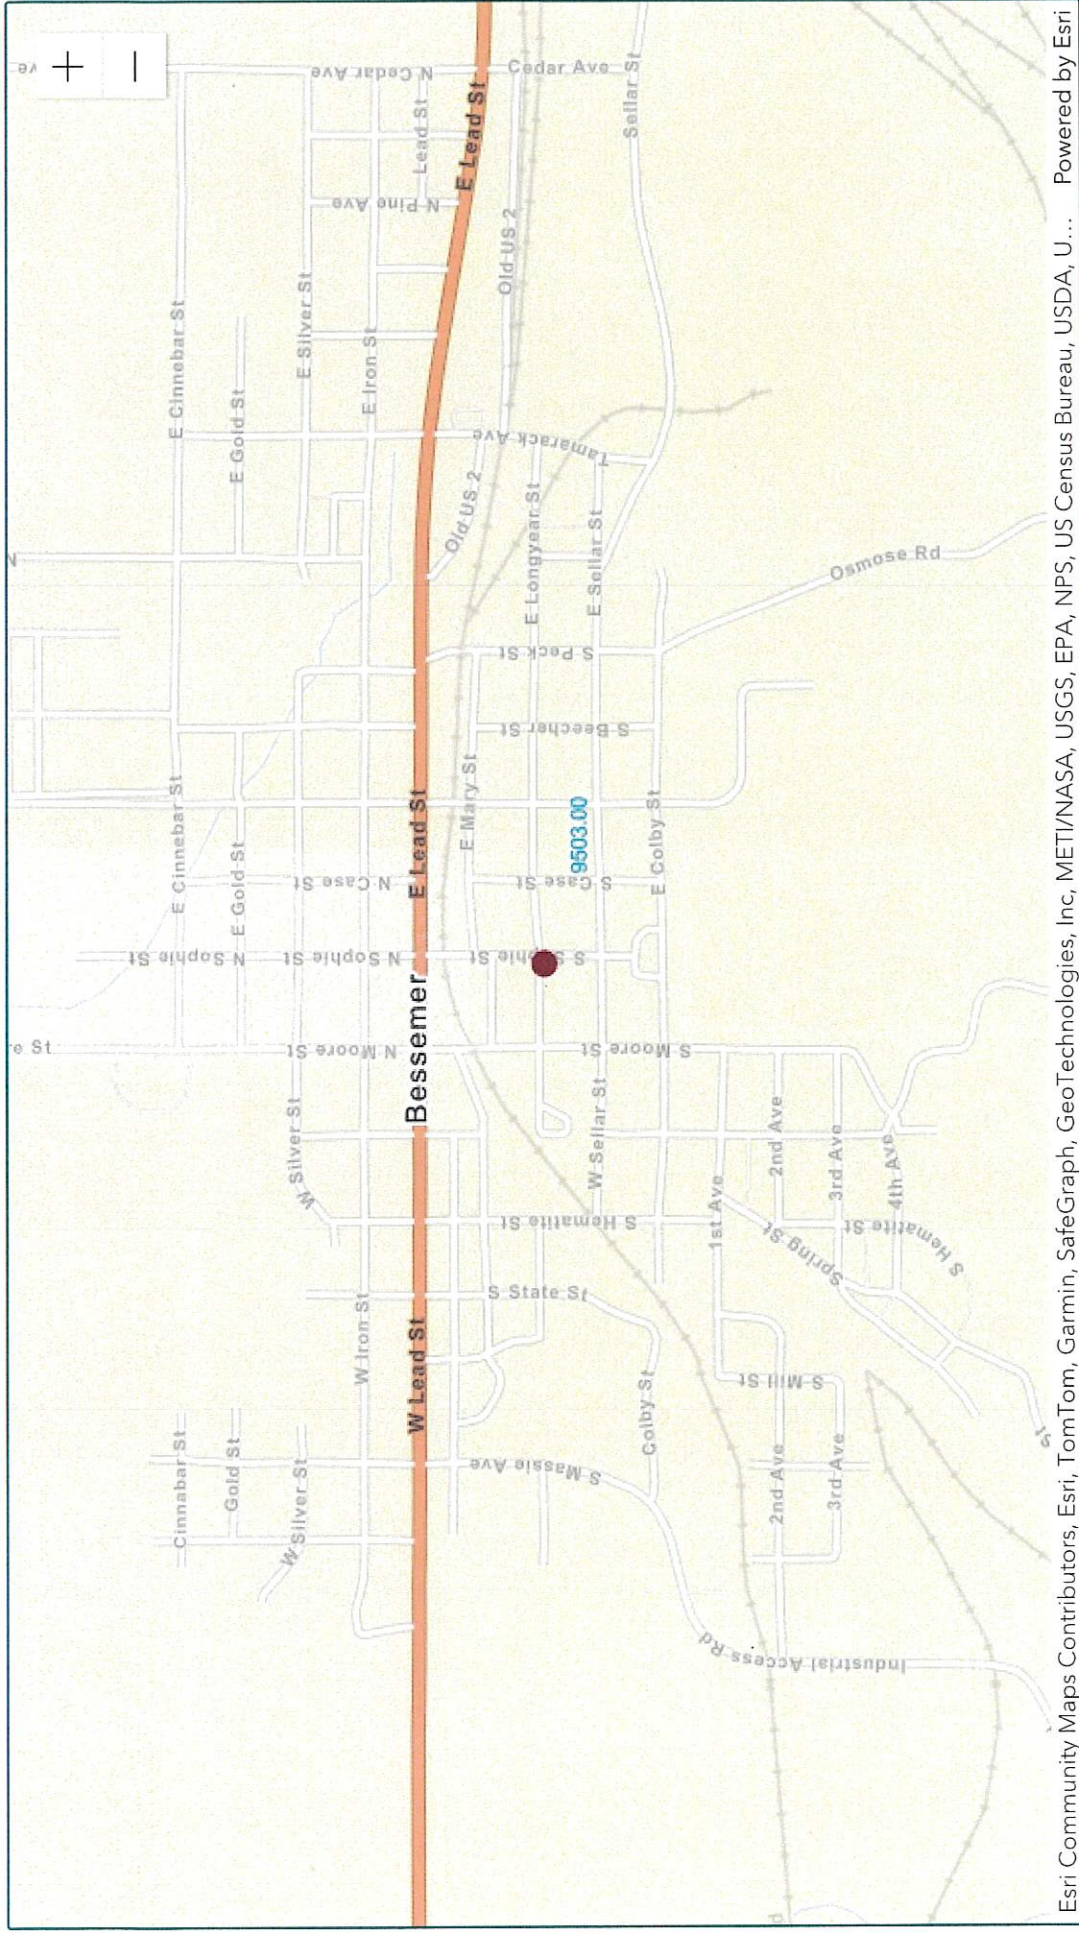 +
−
ve
N Cedar Ave
Cedar Ave
Sellar St
Lead St
E Lead St
N Pine Ave
Old US 2
E Cinnebar St
E Silver St
E Iron St
E Gold St
Tamarack Ave
Old US 2
E Longyear St
E Sellar St
N
Osmose Rd
S Peck St
S Beecher St
E Cinnebar St
E Gold St
E Lead St
E Mary St
9503.00
E Colby St
N Case St
S Case St
N Sophie St
N Sophie St
N Sophie St
S Sophie St
Bessemer
e St
N Moore St
S Moore St
W Silver St
W Sellar St
2nd Ave
3rd Ave
4th Ave
S Hematite St
1st Ave
Spring St
S Hematite St
S State St
W Iron St
W Lead St
Colby St
S Mill St
Cinnabar St
Gold St
W Silver St
S Massie Ave
2nd Ave
3rd Ave
Industrial Access Rd
Esri Community Maps Contributors, Esri, TomTom, Garmin, SafeGraph, GeoTechnologies, Inc, METI/NASA, USGS, EPA, NPS, US Census Bureau, USDA, U... Powered by Esri